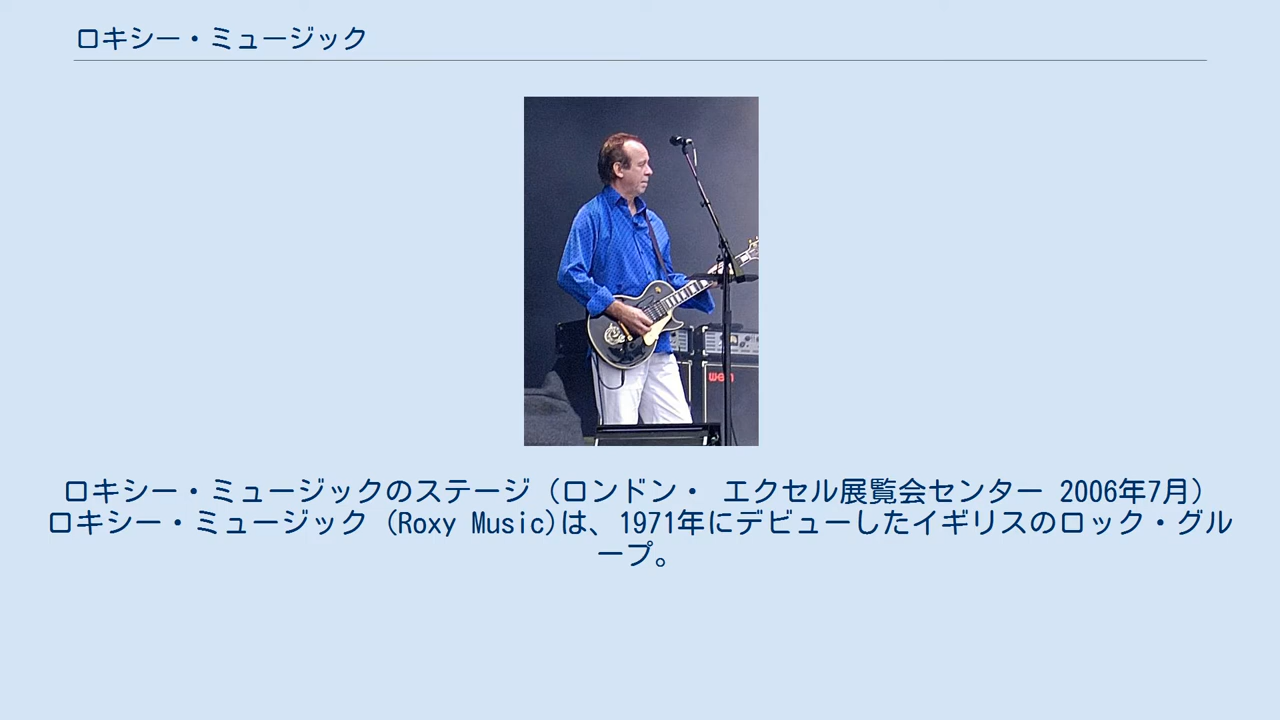 ロキシー・ミュージック
wem
ロキシー・ミュージックのステージ（ロンドン・ エクセル展覧会センター 2006年7月）
ロキシー・ミュージック（Roxy Music)は、1971年にデビューしたイギリスのロック・グル
ープ。